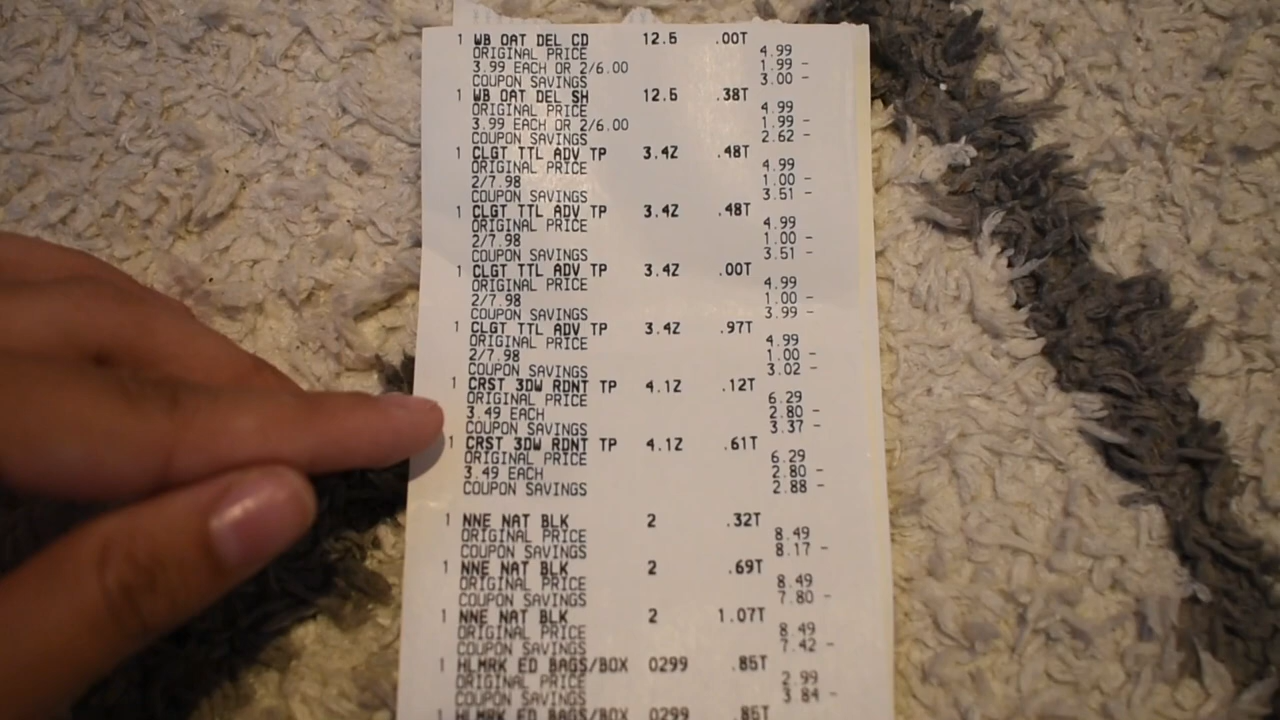 1 WB OAT DEL CD 12.6 .00T
ORIGINAL PRICE 4.99
3.99 EACH OR 2/6.00 1.99 -
COUPON SAVINGS 3.00 -
1 WB OAT DEL SH 12.6 .38T
ORIGINAL PRICE 4.99
3.99 EACH OR 2/6.00 1.99 -
COUPON SAVINGS 2.62 -
1 CLGT TTL ADV TP 3.4Z .48T
ORIGINAL PRICE 4.99
2/7.98 1.00 -
COUPON SAVINGS 3.51 -
1 CLGT TTL ADV TP 3.4Z .48T
ORIGINAL PRICE 4.99
2/7.98 1.00 -
COUPON SAVINGS 3.51 -
1 CLGT TTL ADV TP 3.4Z .00T
ORIGINAL PRICE 4.99
2/7.98 1.00 -
COUPON SAVINGS 3.99 -
1 CLGT TTL ADV TP 3.4Z .97T
ORIGINAL PRICE 4.99
2/7.98 1.00 -
COUPON SAVINGS 3.02 -
1 CRST 3DW RDNT TP 4.1Z .12T
ORIGINAL PRICE 6.29
3.49 EACH 2.80 -
COUPON SAVINGS 3.37 -
1 CRST 3DW RDNT TP 4.1Z .61T
ORIGINAL PRICE 6.29
3.49 EACH 2.80 -
COUPON SAVINGS 2.88 -
1 NNE NAT BLK 2 .32T
ORIGINAL PRICE 8.49
COUPON SAVINGS 8.17 -
1 NNE NAT BLK 2 .69T
ORIGINAL PRICE 8.49
COUPON SAVINGS 7.80 -
1 NNE NAT BLK 2 1.07T
ORIGINAL PRICE 8.49
COUPON SAVINGS 7.42 -
1 HLMRK ED BAGS/BOX 0299 .85T
ORIGINAL PRICE 2.99
COUPON SAVINGS 3.84 -
1 HLMRK ED BAGS/BOX 0299 .85T